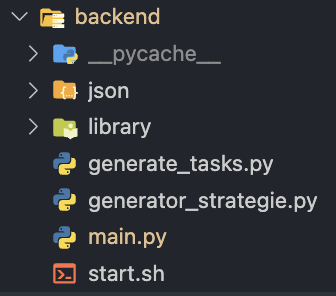 backend
__pycache__
json
library
generate_tasks.py
generator_strategie.py
main.py
start.sh